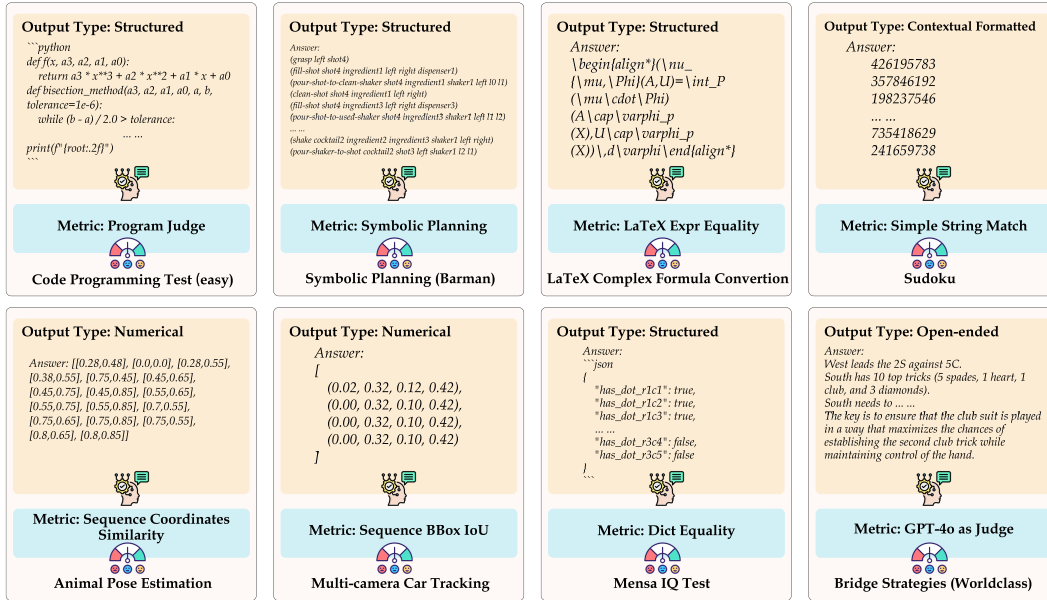 Output Type: Structured
```python
def f(x, a3, a2, a1, a0):
return a3 * x**3 + a2 * x**2 + a1 * x + a0
def bisection_method(a3, a2, a1, a0, a, b,
tolerance=1e-6):
while (b - a) / 2.0 > tolerance:
... ...
print(f"{root:.2f}")
```
Metric: Program Judge
Code Programming Test (easy)
Output Type: Structured
Answer:
(grasp left shot4)
(fill-shot shot4 ingredient1 left right dispenser1)
(pour-shot-to-clean-shaker shot4 ingredient1 shaker1 left l0 l1)
(clean-shot shot4 ingredient1 left right)
(fill-shot shot4 ingredient3 left right dispenser3)
(pour-shot-to-used-shaker shot4 ingredient3 shaker1 left l1 l2)
... ...
(shake cocktail2 ingredient2 ingredient3 shaker1 left right)
(pour-shaker-to-shot cocktail2 shot3 left shaker1 l2 l1)
Metric: Symbolic Planning
Symbolic Planning (Barman)
Output Type: Structured
Answer:
\begin{align*}(\nu_
{\mu,\Phi}(A,U)=\int_P
(\mu\cdot\Phi)
(A\cap\varphi_p
(X),U\cap\varphi_p
(X))\,d\varphi\end{align*}
Metric: LaTeX Expr Equality
LaTeX Complex Formula Convertion
Output Type: Contextual Formatted
Answer:
426195783
357846192
198237546
... ...
735418629
241659738
Metric: Simple String Match
Sudoku
Output Type: Numerical
Answer: [[0.28,0.48], [0.0,0.0], [0.28,0.55],
[0.38,0.55], [0.75,0.45], [0.45,0.65],
[0.45,0.75], [0.45,0.85], [0.55,0.65],
[0.55,0.75], [0.55,0.85], [0.7,0.55],
[0.75,0.65], [0.75,0.85], [0.75,0.55],
[0.8,0.65], [0.8,0.85]]
Metric: Sequence Coordinates
Similarity
Animal Pose Estimation
Output Type: Numerical
Answer:
[
(0.02, 0.32, 0.12, 0.42),
(0.00, 0.32, 0.10, 0.42),
(0.00, 0.32, 0.10, 0.42),
(0.00, 0.32, 0.10, 0.42)
]
Metric: Sequence BBox IoU
Multi-camera Car Tracking
Output Type: Structured
Answer:
```json
{
"has_dot_r1c1": true,
"has_dot_r1c2": true,
"has_dot_r1c3": true,
... ...
"has_dot_r3c4": false,
"has_dot_r3c5": false
}
```
Metric: Dict Equality
Mensa IQ Test
Output Type: Open-ended
Answer:
West leads the 2S against 5C.
South has 10 top tricks (5 spades, 1 heart, 1
club, and 3 diamonds).
South needs to ... ...
The key is to ensure that the club suit is played
in a way that maximizes the chances of
establishing the second club trick while
maintaining control of the hand.
Metric: GPT-4o as Judge
Bridge Strategies (Worldclass)